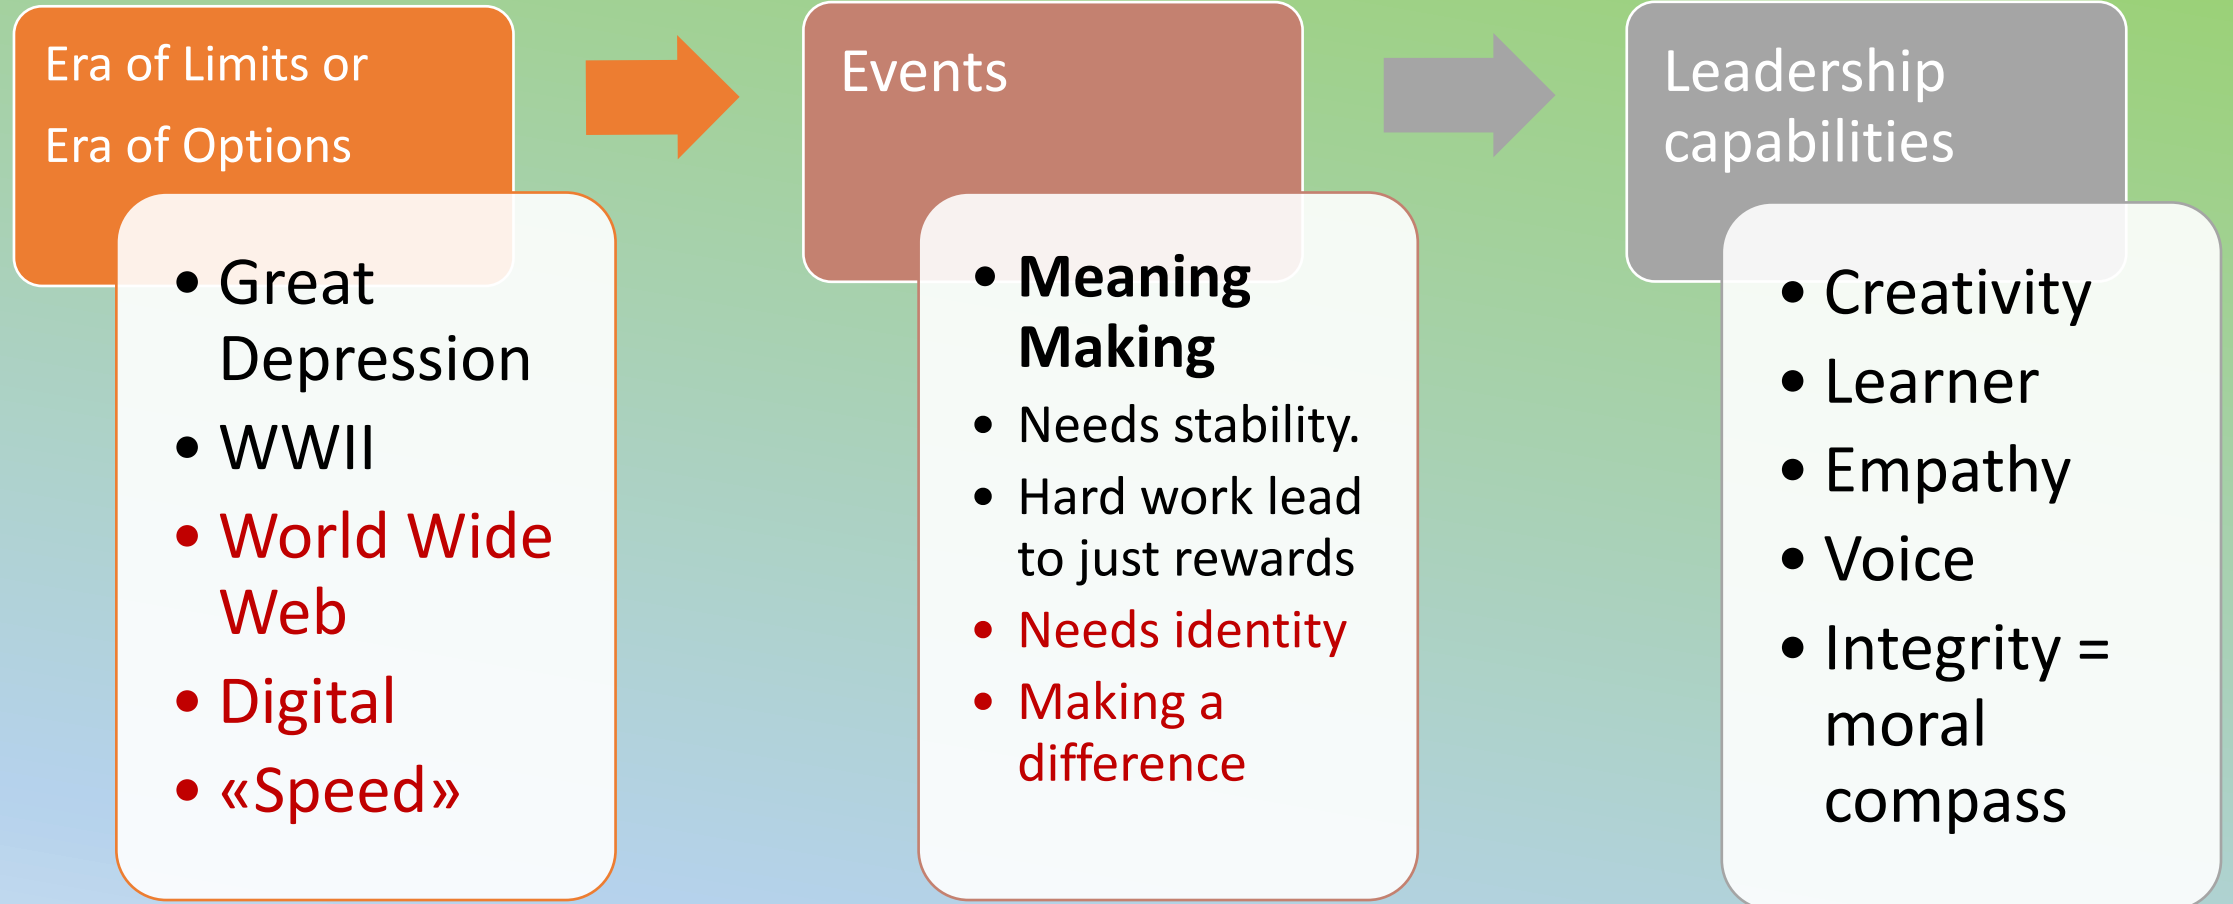 Era of Limits or
Era of Options
• Great
Depression
• WWII
• World Wide
Web
• Digital
• «Speed»
Events
• Meaning
Making
• Needs stability.
• Hard work lead
to just rewards
• Needs identity
• Making a
difference
Leadership
capabilities
• Creativity
• Learner
• Empathy
• Voice
• Integrity =
moral
compass